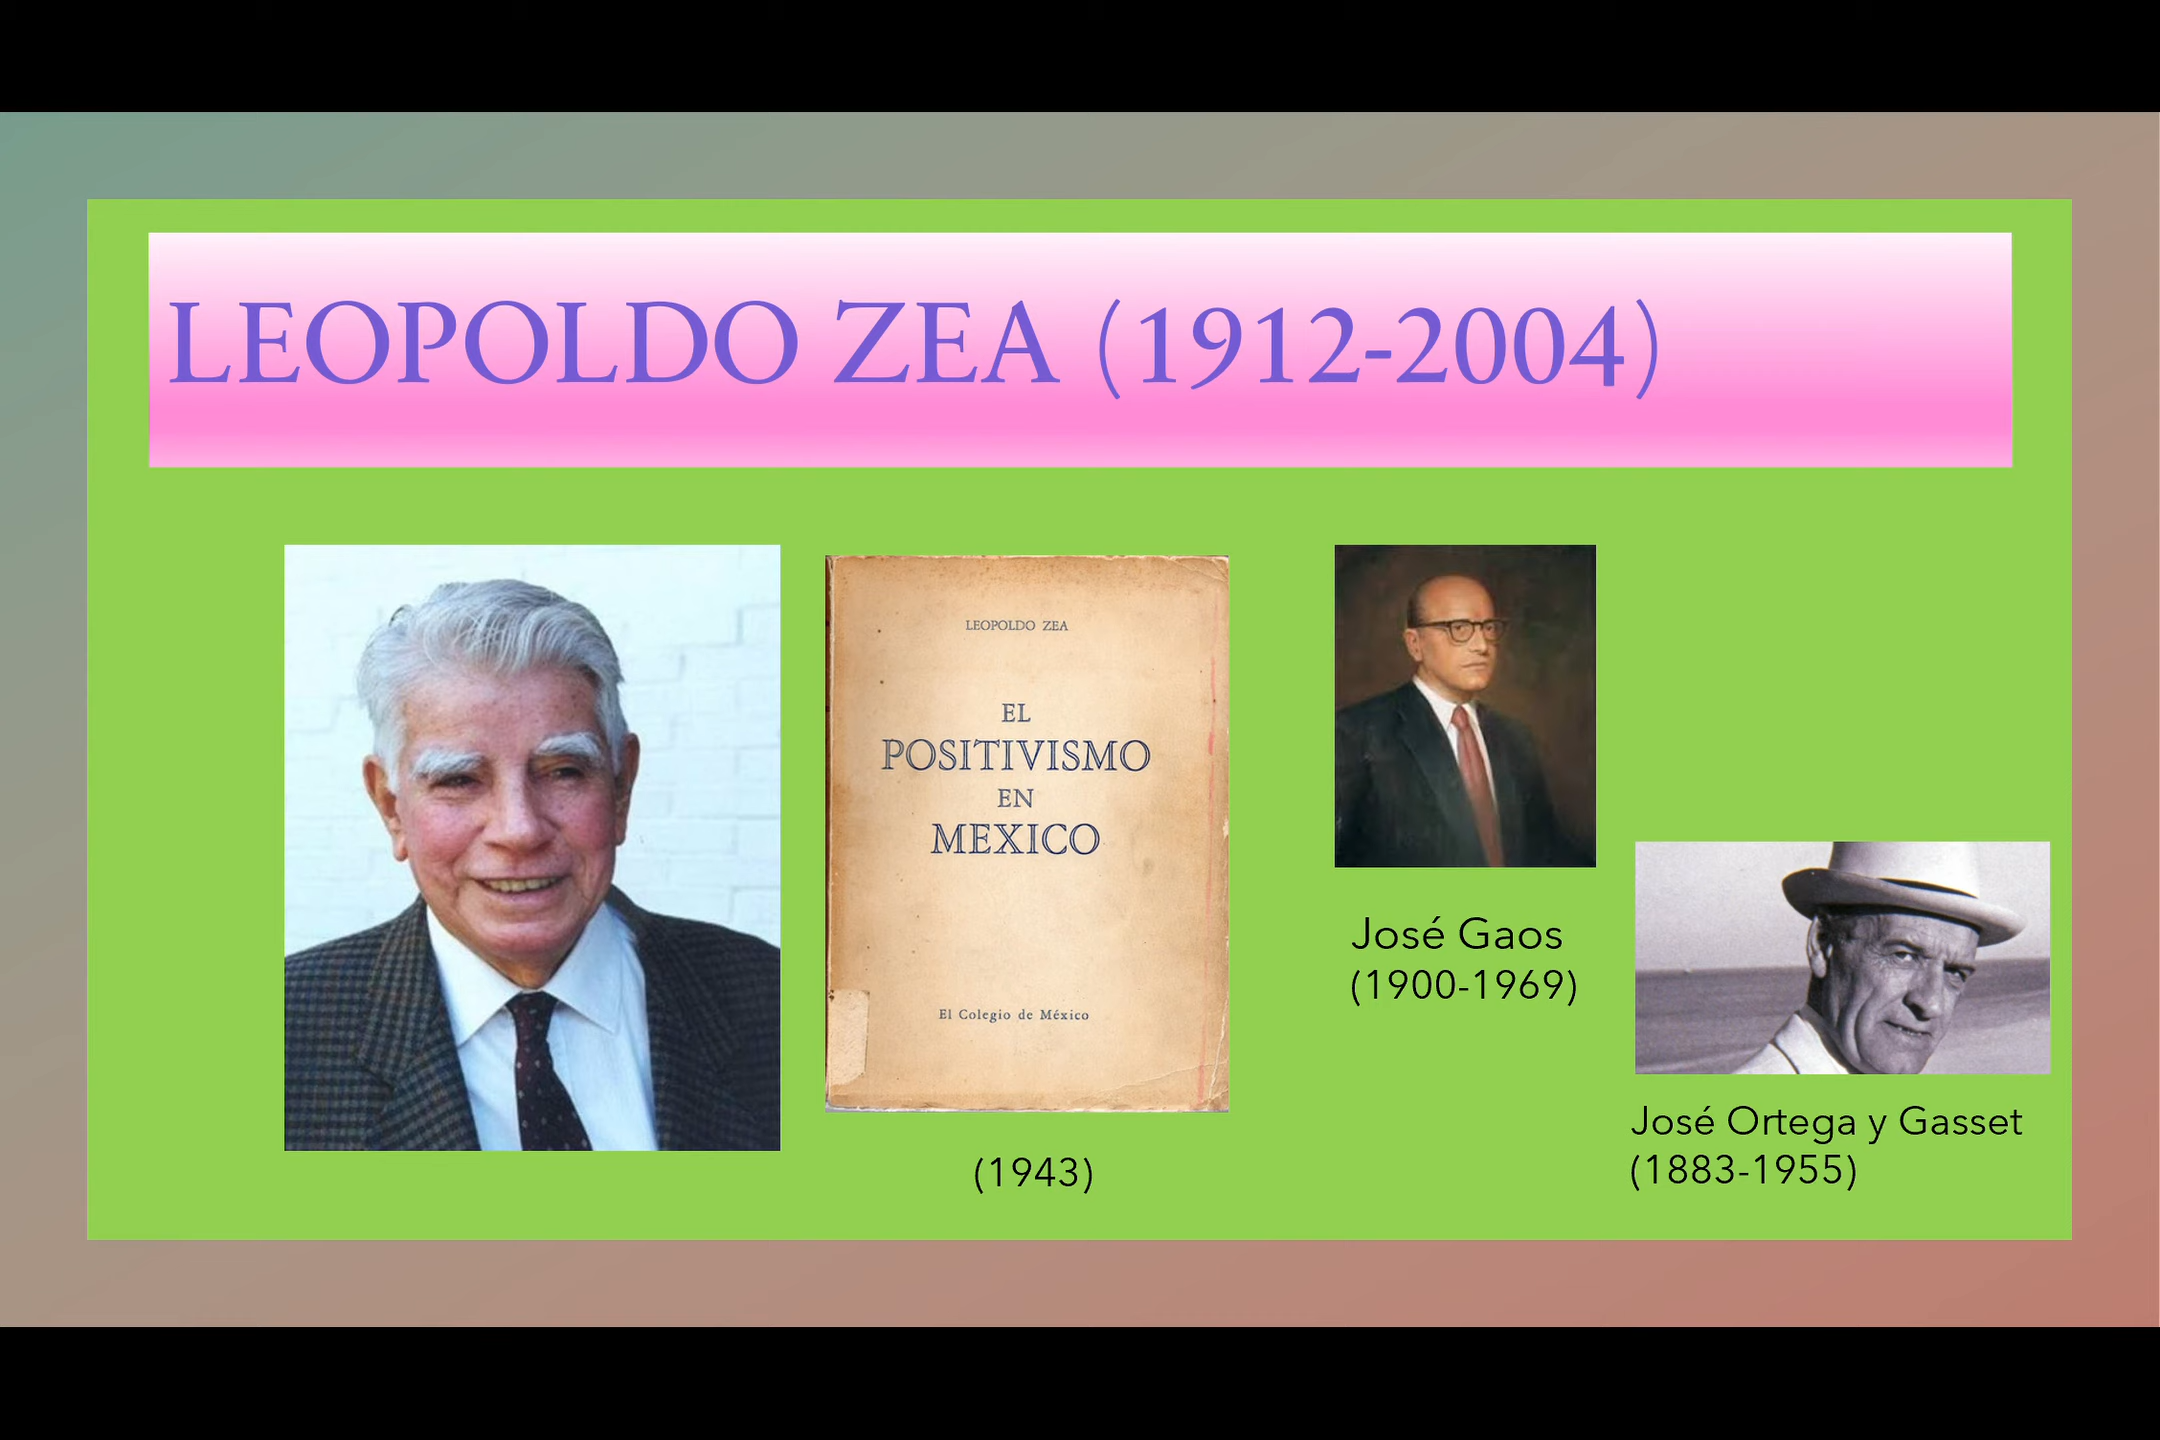 LEOPOLDO ZEA (1912-2004)
LEOPOLDO ZEA
EL
POSITIVISMO
EN
MEXICO
El Colegio de México
(1943)
José Gaos
(1900-1969)
José Ortega y Gasset
(1883-1955)